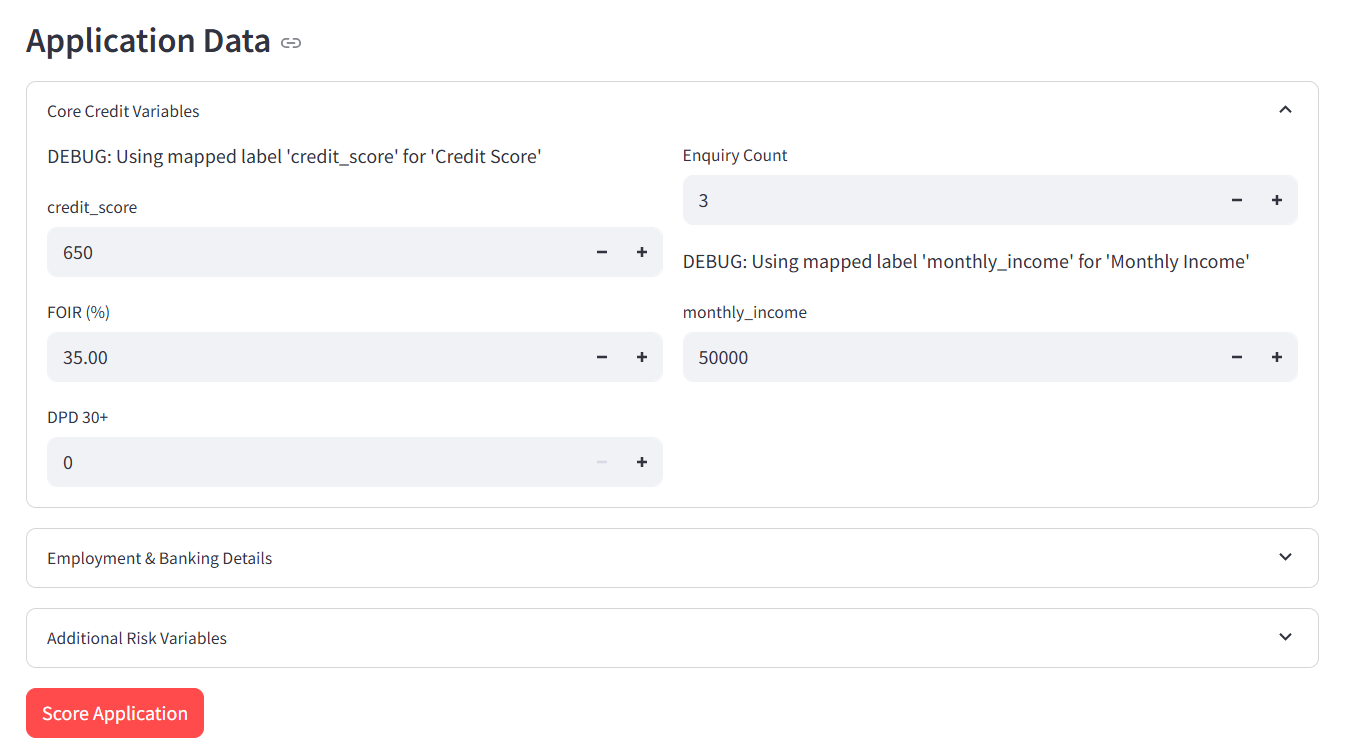 Application Data
Core Credit Variables
DEBUG: Using mapped label 'credit_score' for 'Credit Score'
credit_score
650
FOIR (%)
35.00
DPD 30+
0
Enquiry Count
3
DEBUG: Using mapped label 'monthly_income' for 'Monthly Income'
monthly_income
50000
Employment & Banking Details
Additional Risk Variables
Score Application